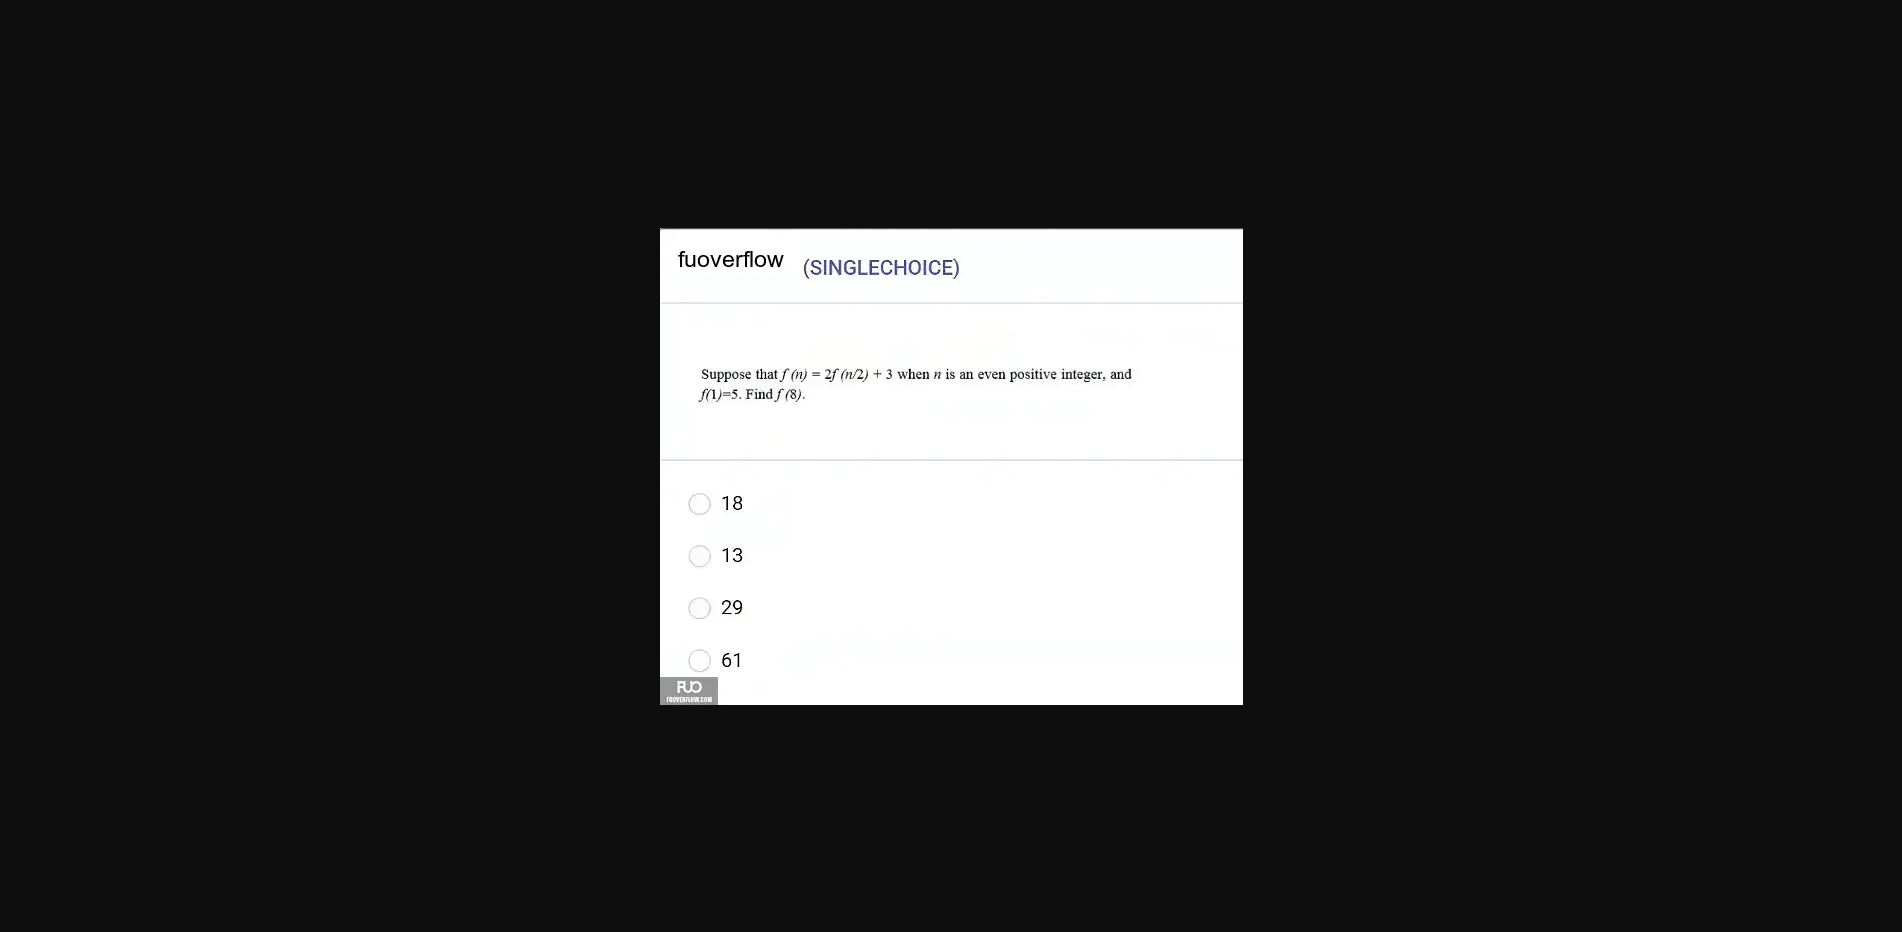 fuoverflow (SINGLECHOICE)
Suppose that f (n) = 2f (n/2) + 3 when n is an even positive integer, and
f(1)=5. Find f (8).
18
13
29
61
FUO
FUOVERFLOW.COM